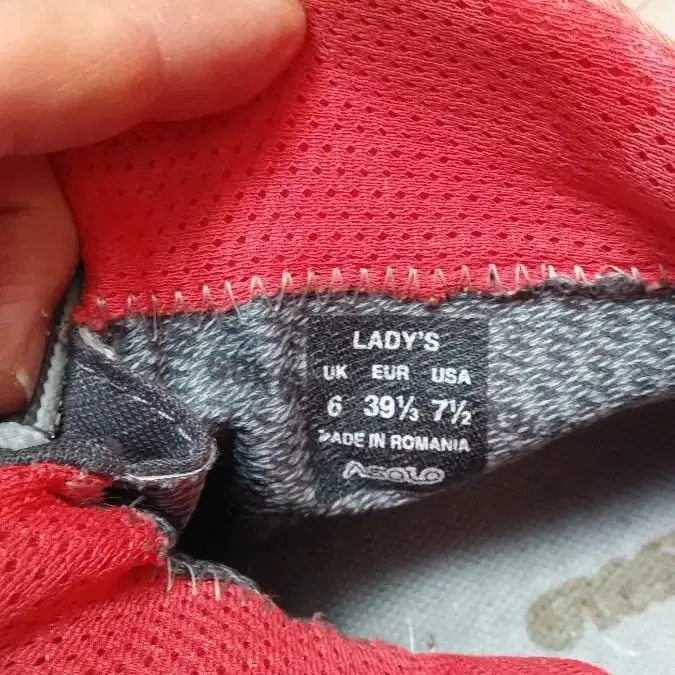 LADY'S
UK EUR USA
6 39⅓ 7½
MADE IN ROMANIA
Asolo